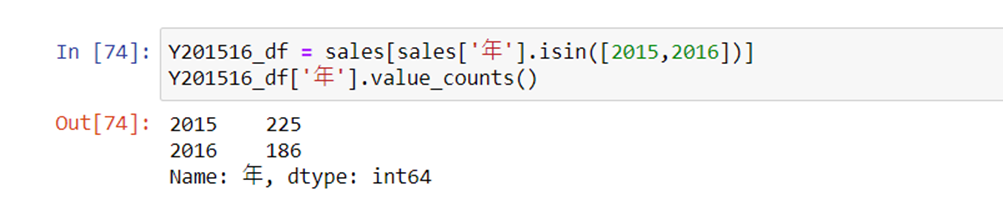 In [74]: Y201516_df = sales[sales['年'].isin([2015,2016])]
Y201516_df['年'].value_counts()
Out[74]: 2015    225
2016    186
Name: 年, dtype: int64